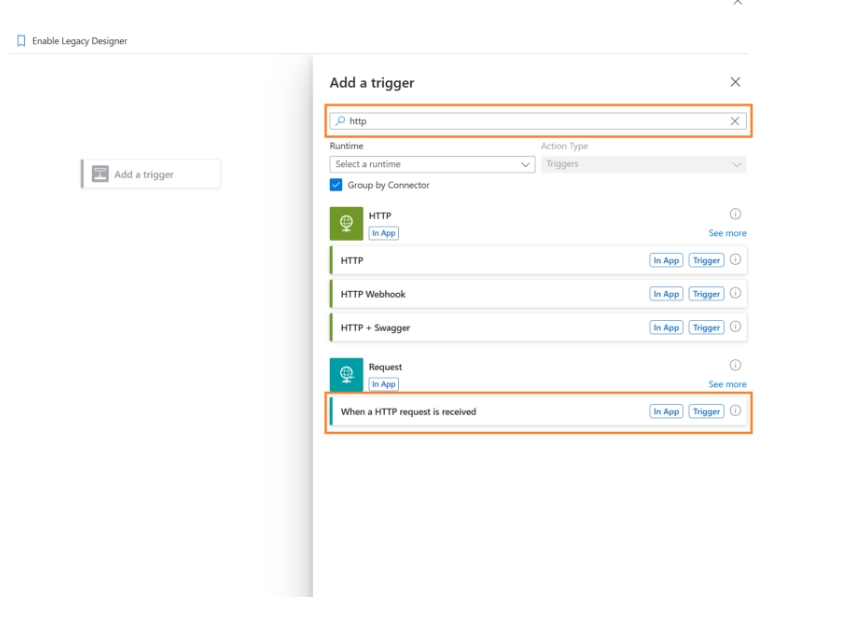 Enable Legacy Designer
Add a trigger
Add a trigger
http
Runtime
Action Type
Select a runtime
Triggers
Group by Connector
HTTP
In App
See more
HTTP
In App
Trigger
HTTP Webhook
In App
Trigger
HTTP + Swagger
In App
Trigger
Request
In App
See more
When a HTTP request is received
In App
Trigger